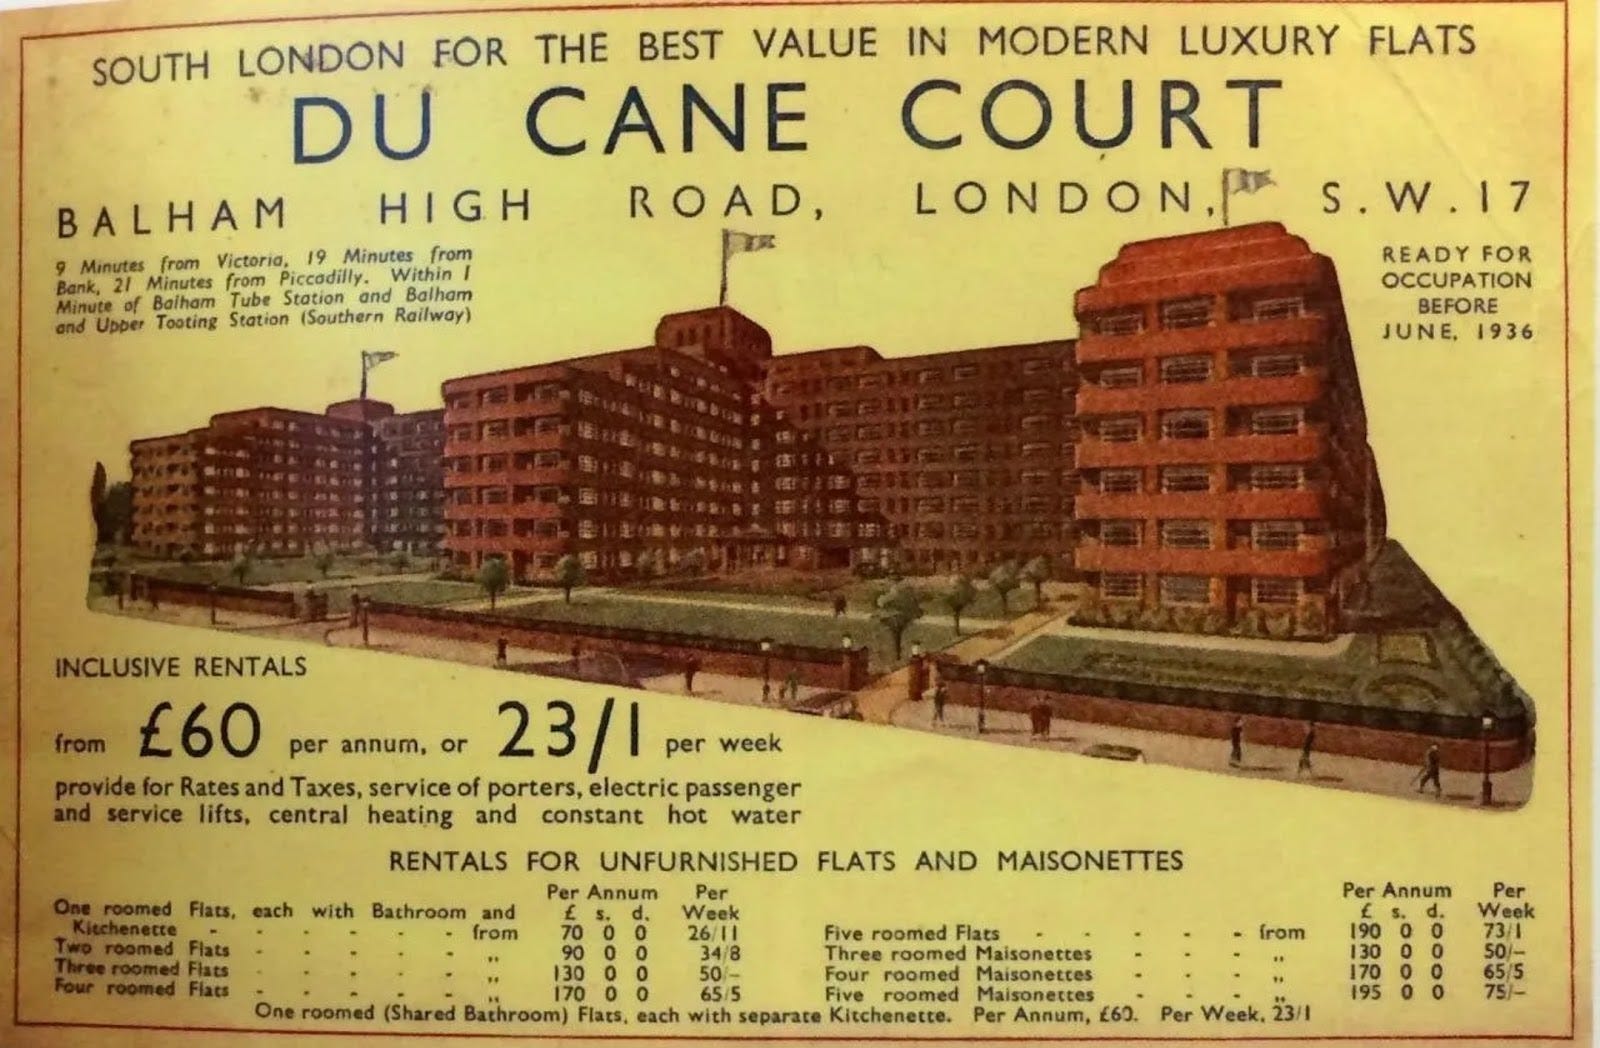 SOUTH LONDON FOR THE BEST VALUE IN MODERN LUXURY FLATS
DU CANE COURT
BALHAM HIGH ROAD, LONDON, S.W.17
9 Minutes from Victoria, 19 Minutes from
Bank, 21 Minutes from Piccadilly. Within 1
Minute of Balham Tube Station and Balham
and Upper Tooting Station (Southern Railway)
READY FOR
OCCUPATION
BEFORE
JUNE, 1936
INCLUSIVE RENTALS
from £60 per annum, or 23/1 per week
provide for Rates and Taxes, service of porters, electric passenger
and service lifts, central heating and constant hot water
RENTALS FOR UNFURNISHED FLATS AND MAISONETTES
Per Annum Per
£ s. d. Week
One roomed Flats, each with Bathroom and
Kitchenette - - - - - - from 70 0 0 26/11
Two roomed Flats - - - - - ,, 90 0 0 34/8
Three roomed Flats - - - - - ,, 130 0 0 50/-
Four roomed Flats - - - - - ,, 170 0 0 65/5
Per Annum Per
£ s. d. Week
Five roomed Flats - - - - - from 190 0 0 73/1
Three roomed Maisonettes - - - ,, 130 0 0 50/-
Four roomed Maisonettes - - - ,, 170 0 0 65/5
Five roomed Maisonettes - - - ,, 195 0 0 75/-
One roomed (Shared Bathroom) Flats, each with separate Kitchenette. Per Annum, £60. Per Week, 23/1